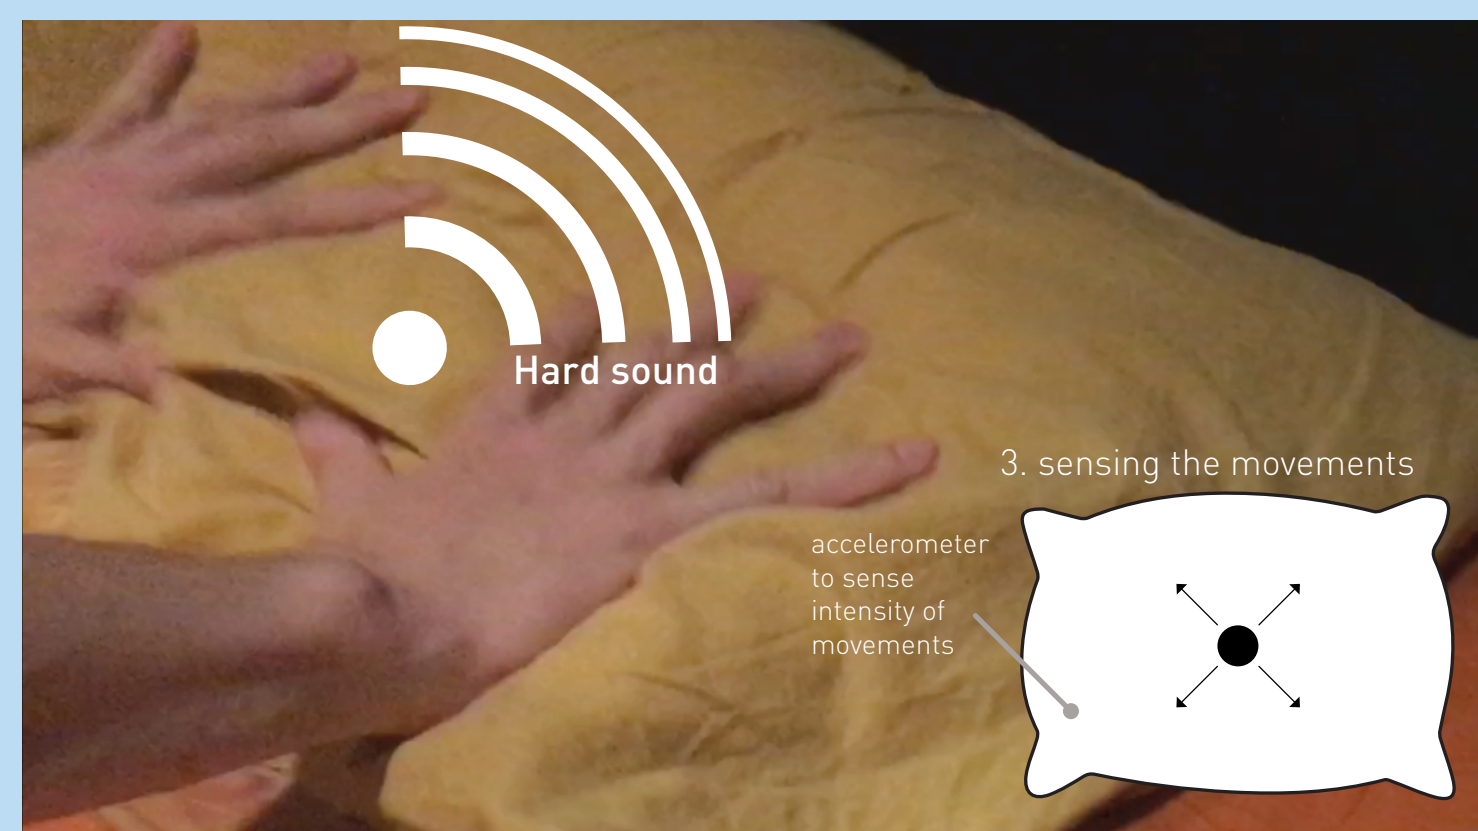 Hard sound
3. sensing the movements
accelerometer
to sense
intensity of
movements